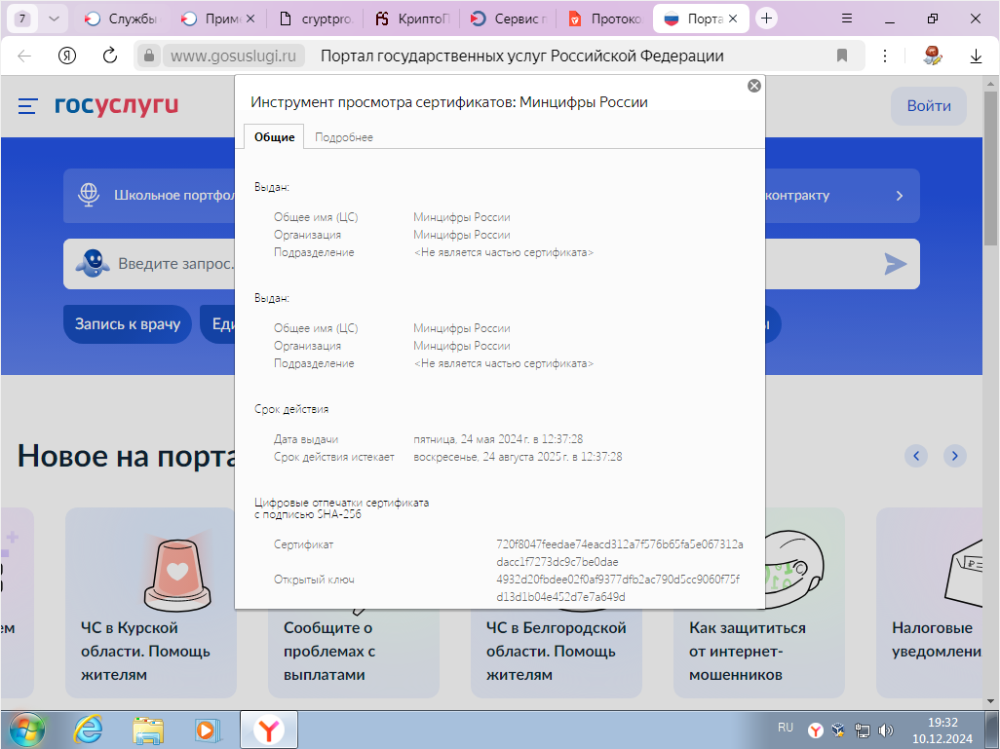 7
Службы
Приме
cryptpro.
КриптоП
Сервис п
Протоко
Порта
www.gosuslugi.ru
Портал государственных услуг Российской Федерации
Инструмент просмотра сертификатов: Минцифры России
госуслуги
Войти
Общие
Подробнее
Выдан:
Школьное портфол
контракту
Общее имя (ЦС) Минцифры России
Организация Минцифры России
Подразделение <Не является частью сертификата>
Введите запрос.
Выдан:
Запись к врачу
Еди
ы
Общее имя (ЦС) Минцифры России
Организация Минцифры России
Подразделение <Не является частью сертификата>
Срок действия
Дата выдачи пятница, 24 мая 2024 г. в 12:37:28
Срок действия истекает воскресенье, 24 августа 2025 г. в 12:37:28
Новое на порта
Цифровые отпечатки сертификата
с подписью SHA-256
Сертификат 720f8047feedae74eacd312a7f576b65fa5e067312a
dacc1f7273dc9c7be0dae
Открытый ключ 4932d20fbdee02f0af9377dfb2ac790d5cc9060f75f
d13d1b04e452d7e7a649d
ем
ЧС в Курской
области. Помощь
жителям
Сообщите о
проблемах с
выплатами
ЧС в Белгородской
области. Помощь
жителям
Как защититься
от интернет-
мошенников
Налоговые
уведомлени
RU
19:32
10.12.2024